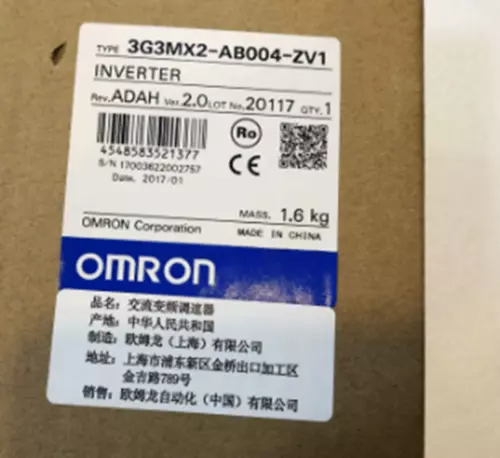 TYPE 3G3MX2-AB004-ZV1
INVERTER
Rev.ADAH Ver.2.0 LOT No.20117 QTY.1
Ro
4548583521377
S/N 17003622002757
Date. 2017/01
CE
MASS. 1.6 kg
OMRON Corporation MADE IN CHINA
OMRON
品名：交流变频调速器
产地：中华人民共和国
制造：欧姆龙（上海）有限公司
地址：上海市浦东新区金桥出口加工区
金吉路789号
销售：欧姆龙自动化（中国）有限公司